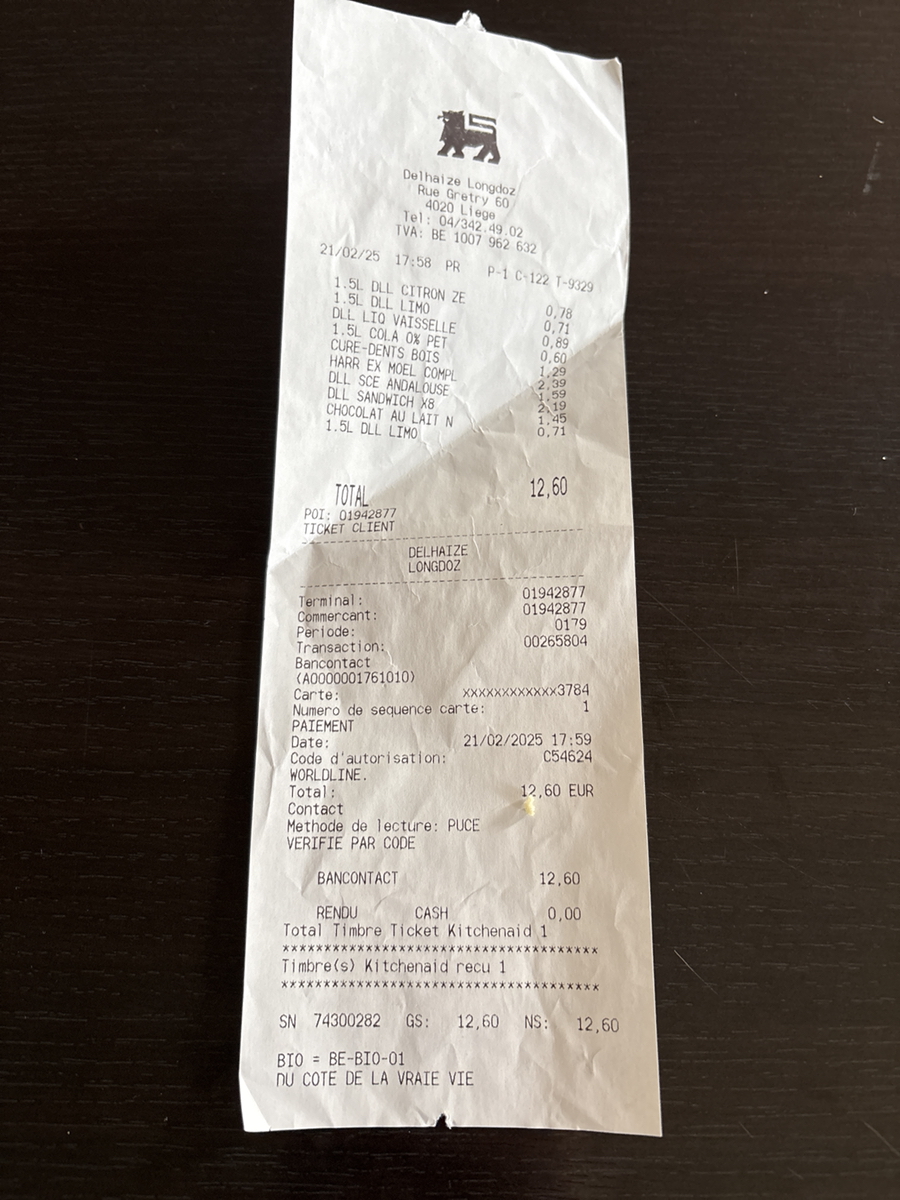 Delhaize Longdoz
Rue Gretry 60
4020 Liege
Tel: 04/342.49.02
TVA: BE 1007 962 632
21/02/25 17:58 PR P-1 C-122 T-9329
1.5L DLL CITRON ZE 0,78
1.5L DLL LIMO 0,71
DLL LIQ VAISSELLE 0,89
1.5L COLA 0% PET 0,60
CURE-DENTS BOIS 1,29
HARR EX MOEL COMPL 2,39
DLL SCE ANDALOUSE 1,59
DLL SANDWICH X8 2,19
CHOCOLAT AU LAIT N 1,45
1.5L DLL LIMO 0,71
TOTAL 12,60
POI: 01942877
TICKET CLIENT
DELHAIZE
LONGDOZ
Terminal: 01942877
Commercant: 01942877
Periode: 0179
Transaction: 00265804
Bancontact
(A0000001761010)
Carte: xxxxxxxxxxxx3784
Numero de sequence carte: 1
PAIEMENT
Date: 21/02/2025 17:59
Code d'autorisation: C54624
WORLDLINE.
Total: 12,60 EUR
Contact
Methode de lecture: PUCE
VERIFIE PAR CODE
BANCONTACT 12,60
RENDU CASH 0,00
Total Timbre Ticket Kitchenaid 1
**************************************
Timbre(s) Kitchenaid recu 1
**************************************
SN 74300282 GS: 12,60 NS: 12,60
BIO = BE-BIO-01
DU COTE DE LA VRAIE VIE